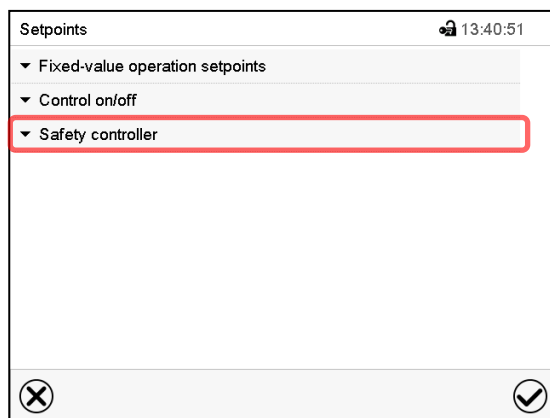 Setpoints 13:40:51
Fixed-value operation setpoints
Control on/off
Safety controller